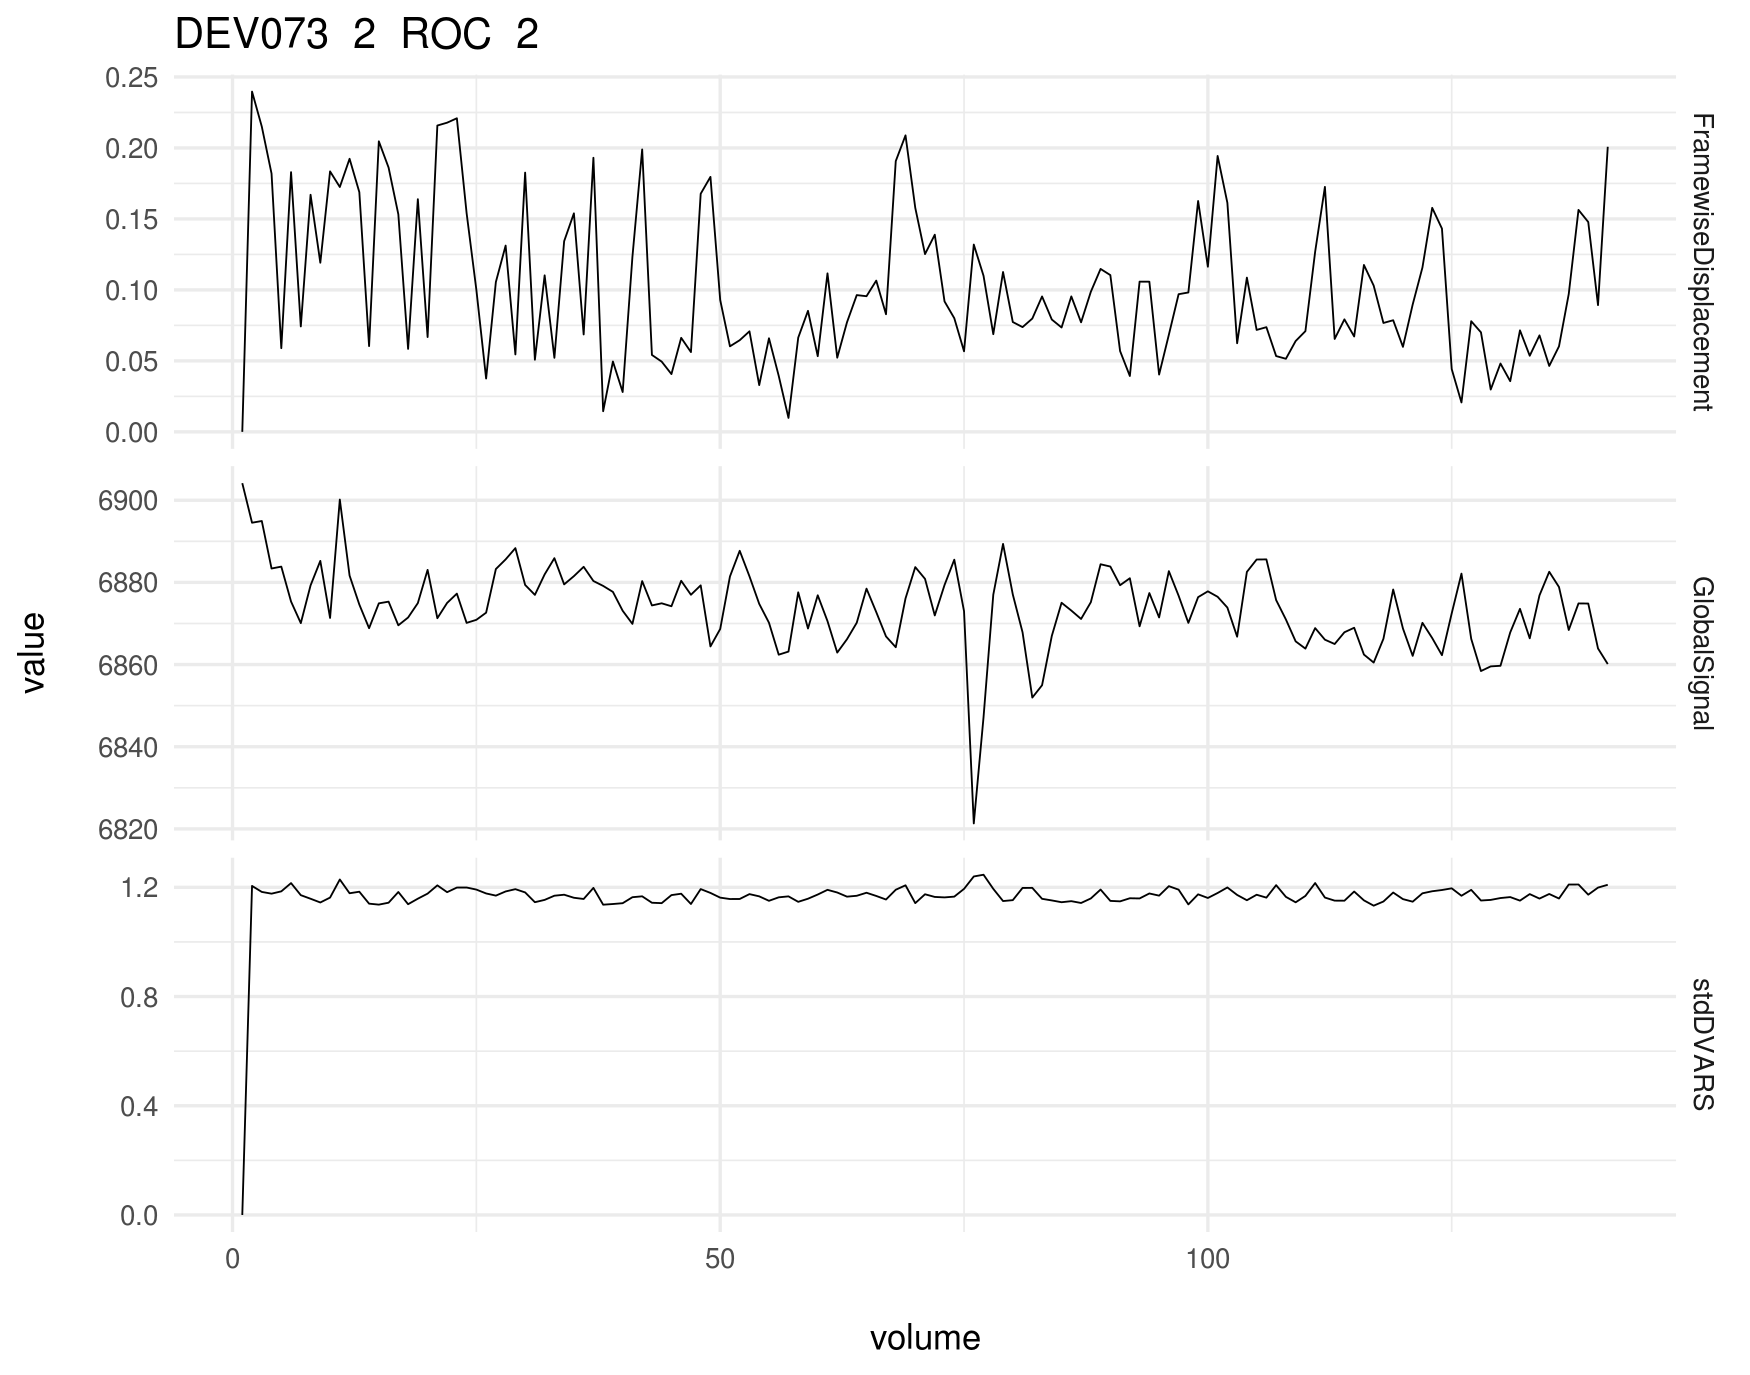 DEV073  2  ROC  2
0.25
0.20
0.15
0.10
0.05
0.00
FramewiseDisplacement
6900
6880
6860
6840
6820
GlobalSignal
1.2
0.8
0.4
0.0
stdDVARS
value
0 50 100
volume